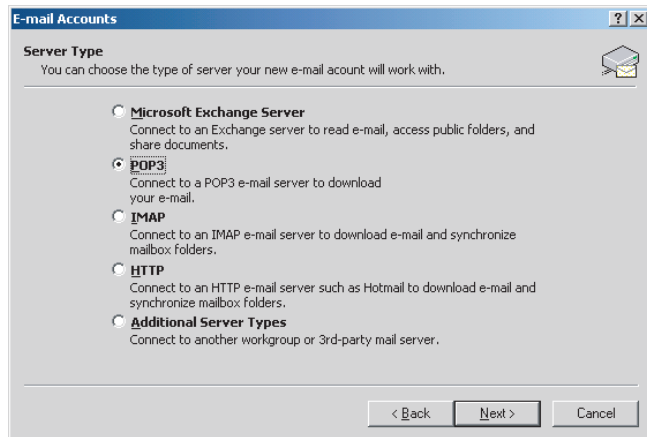 E-mail Accounts
Server Type
You can choose the type of server your new e-mail acount will work with.
Microsoft Exchange Server
Connect to an Exchange server to read e-mail, access public folders, and
share documents.
POP3
Connect to a POP3 e-mail server to download
your e-mail.
IMAP
Connect to an IMAP e-mail server to download e-mail and synchronize
mailbox folders.
HTTP
Connect to an HTTP e-mail server such as Hotmail to download e-mail and
synchronize mailbox folders.
Additional Server Types
Connect to another workgroup or 3rd-party mail server.
< Back Next > Cancel